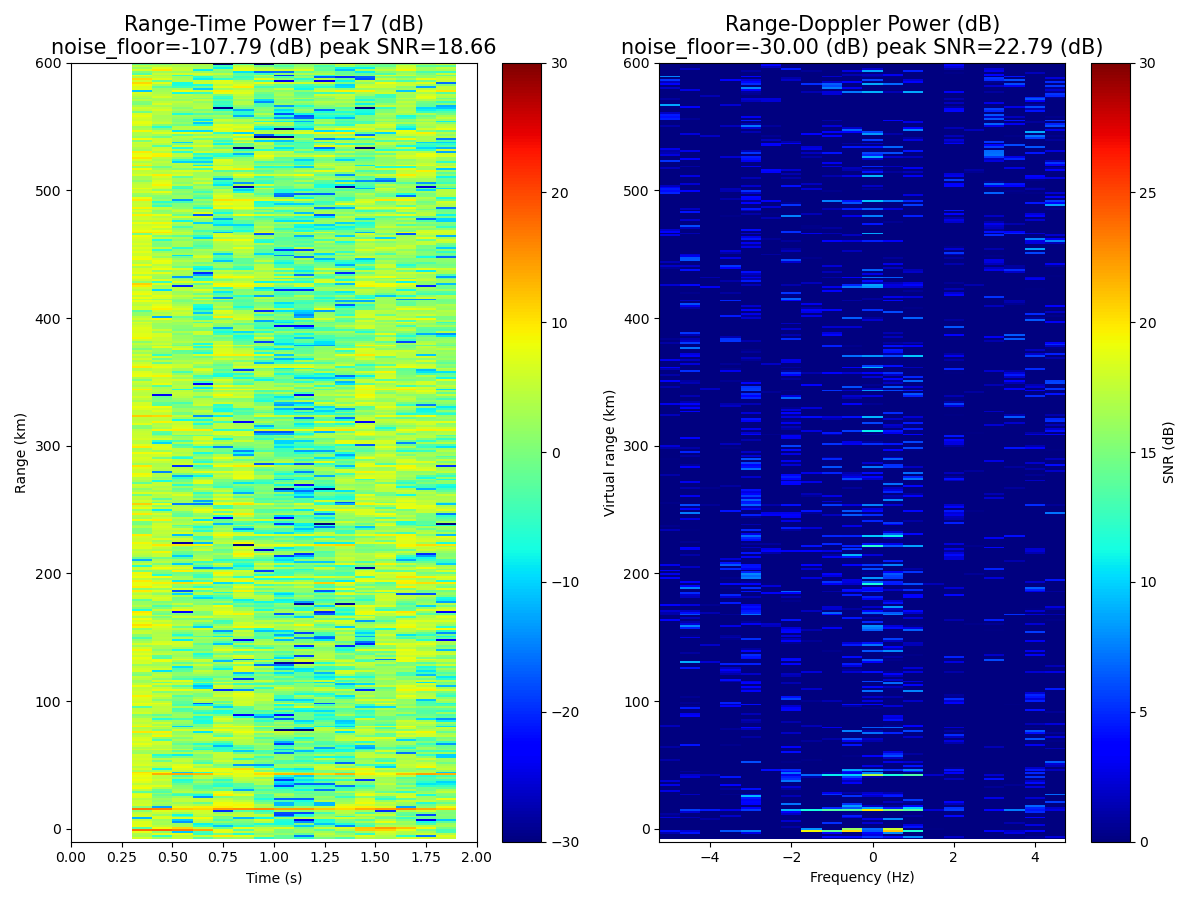 Range-Time Power f=17 (dB)
noise_floor=-107.79 (dB) peak SNR=18.66
Range-Doppler Power (dB)
noise_floor=-30.00 (dB) peak SNR=22.79 (dB)
600
500
400
300
200
100
0
Range (km)
0.00 0.25 0.50 0.75 1.00 1.25 1.50 1.75 2.00
Time (s)
30
20
10
0
−10
−20
−30
600
500
400
300
200
100
0
Virtual range (km)
−4 −2 0 2 4
Frequency (Hz)
30
25
20
15
10
5
0
SNR (dB)